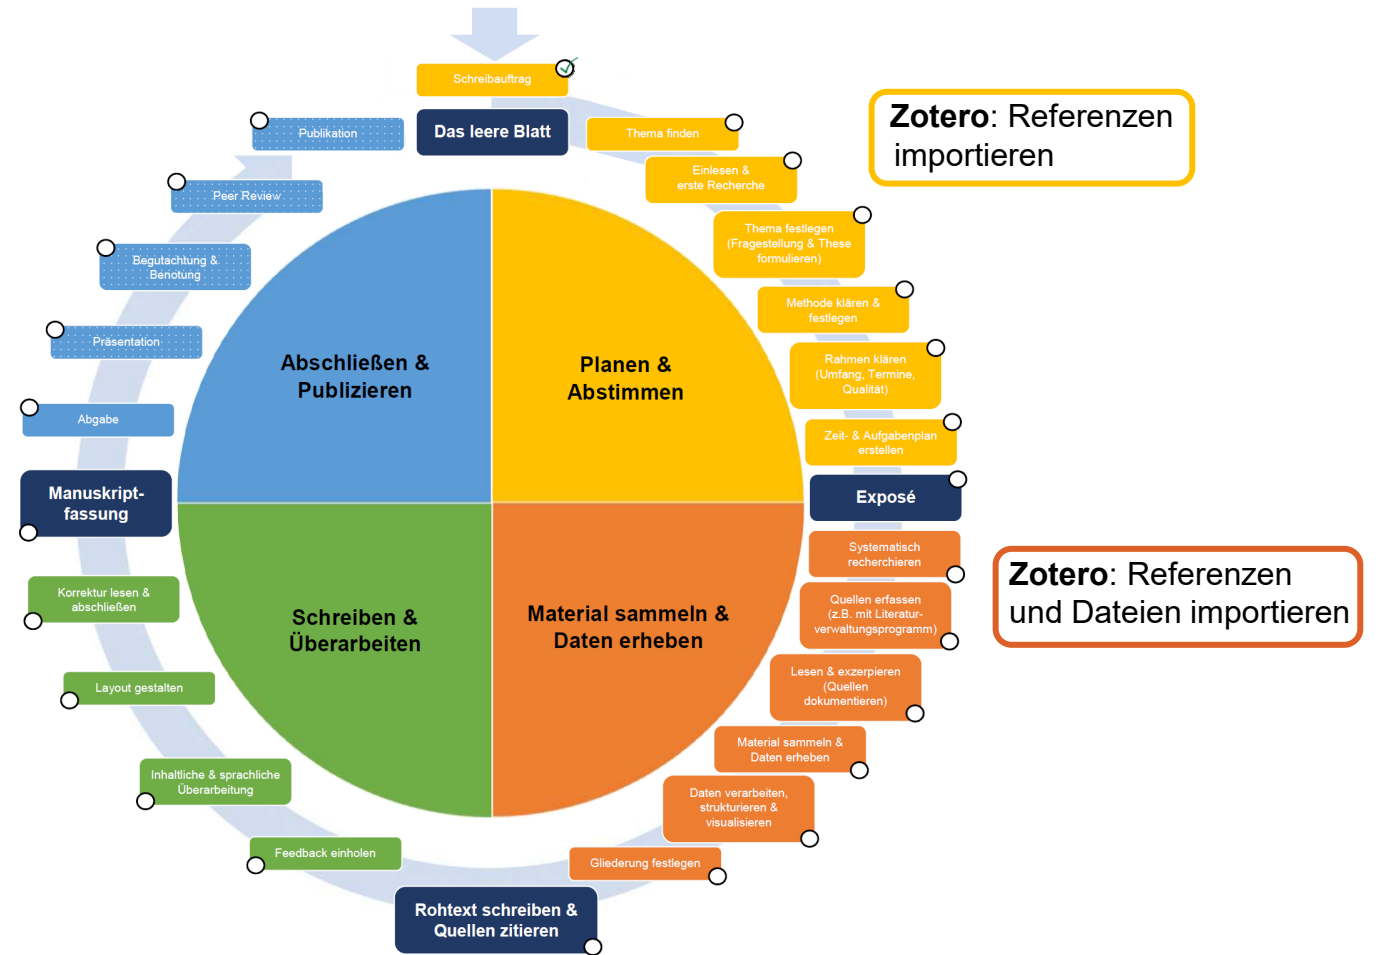 Schreibauftrag
Das leere Blatt
Thema finden
Einlesen &
erste Recherche
Thema festlegen
(Fragestellung & These
formulieren)
Methode klären &
festlegen
Rahmen klären
(Umfang, Termine,
Qualität)
Zeit- & Aufgabenplan
erstellen
Exposé
Systematisch
recherchieren
Quellen erfassen
(z.B. mit Literatur-
verwaltungsprogramm)
Lesen & exzerpieren
(Quellen
dokumentieren)
Material sammeln &
Daten erheben
Daten verarbeiten,
strukturieren &
visualisieren
Gliederung festlegen
Rohtext schreiben &
Quellen zitieren
Feedback einholen
Inhaltliche & sprachliche
Überarbeitung
Layout gestalten
Korrektur lesen &
abschließen
Manuskript-
fassung
Abgabe
Präsentation
Begutachtung &
Benotung
Peer Review
Publikation
Abschließen &
Publizieren
Planen &
Abstimmen
Schreiben &
Überarbeiten
Material sammeln &
Daten erheben
Zotero: Referenzen
importieren
Zotero: Referenzen
und Dateien importieren